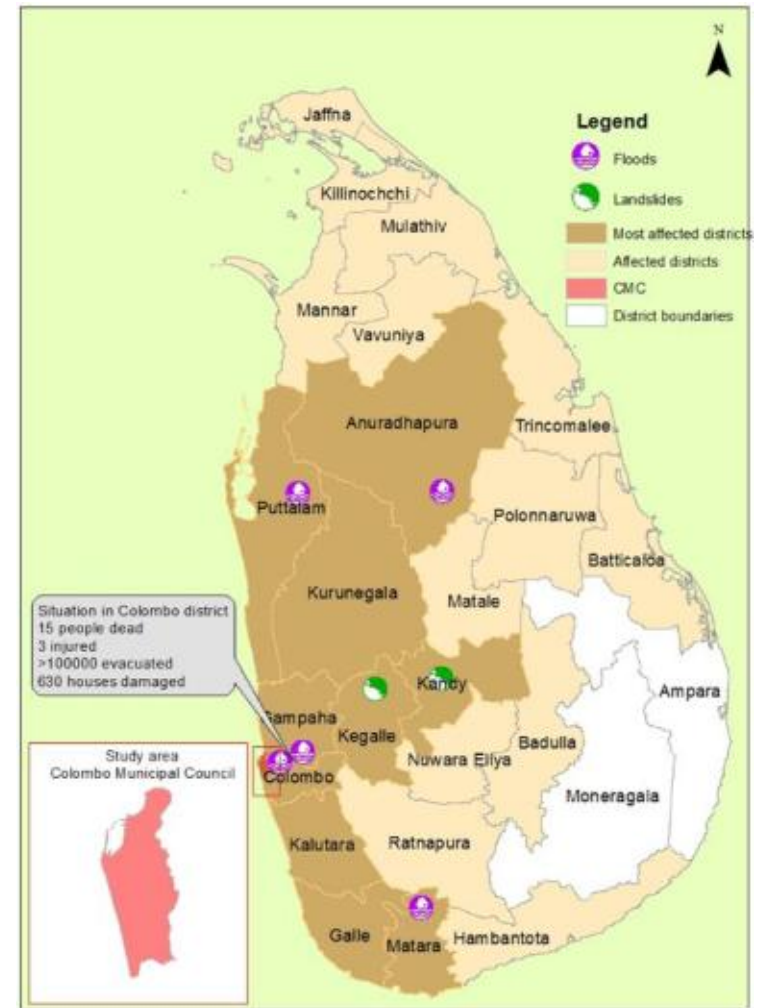 N
Jaffna
Legend
Floods
Killinochchi
Landslides
Mulathiv
Most affected districts
Affected districts
CMC
Mannar
District boundaries
Vavuniya
Anuradhapura
Trincomalee
Puttalam
Polonnaruwa
Batticaloa
Kurunegala
Matale
Situation in Colombo district
15 people dead
3 injured
>100000 evacuated
630 houses damaged
Kandy
Ampara
Gampaha
Kegalle
Badulla
Nuwara Eliya
Study area
Colombo Municipal Council
Colombo
Moneragala
Kalutara
Ratnapura
Galle
Matara
Hambantota